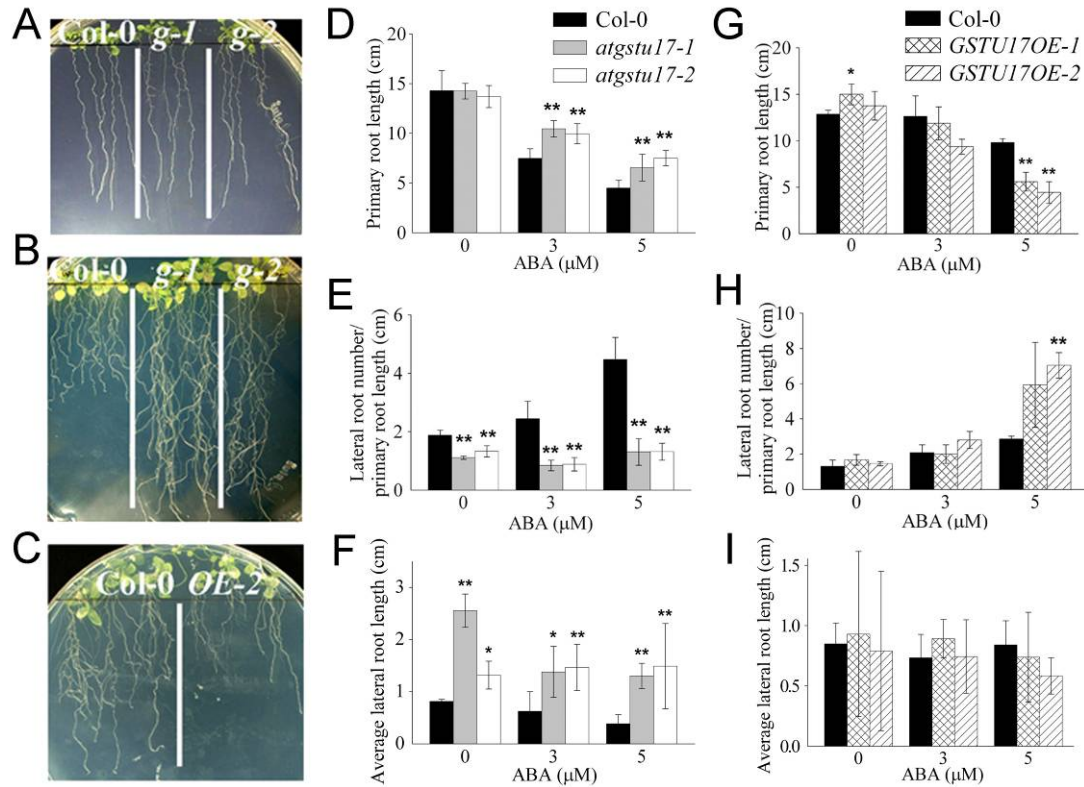 A
Col-0 g-1 g-2
B
Col-0 g-1 g-2
C
Col-0 OE-2
D
Col-0
atgstu17-1
atgstu17-2
Primary root length (cm)
20
15
10
5
0
** ** ** **
0 3 5
ABA (μM)
E
Lateral root number/
primary root length (cm)
6
4
2
0
** ** ** ** ** **
0 3 5
ABA (μM)
F
Average lateral root length (cm)
3
2
1
0
** * * ** ** **
0 3 5
ABA (μM)
G
Col-0
GSTU17OE-1
GSTU17OE-2
Primary root length (cm)
20
15
10
5
0
* ** **
0 3 5
ABA (μM)
H
Lateral root number/
primary root length (cm)
10
8
6
4
2
0
**
0 3 5
ABA (μM)
I
Average lateral root length (cm)
1.5
1.0
0.5
0.0
0 3 5
ABA (μM)